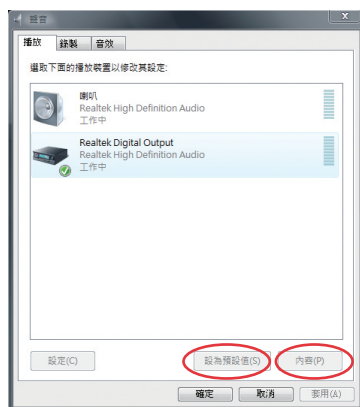 聲音
播放 錄製 音效
選取下面的播放裝置以修改其設定:
喇叭
Realtek High Definition Audio
工作中
Realtek Digital Output
Realtek High Definition Audio
工作中
設定(C) 設為預設值(S) 內容(P)
確定 取消 套用(A)